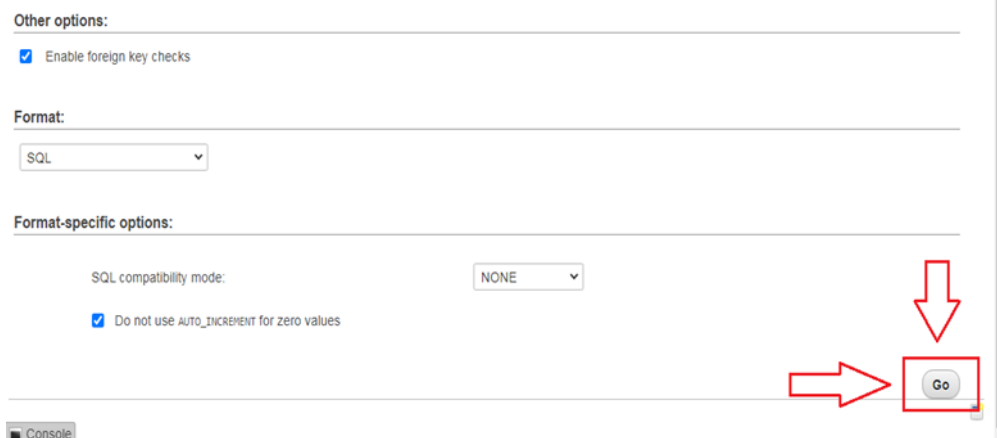 Other options:
Enable foreign key checks
Format:
SQL
Format-specific options:
SQL compatibility mode: NONE
Do not use AUTO_INCREMENT for zero values
Go
Console